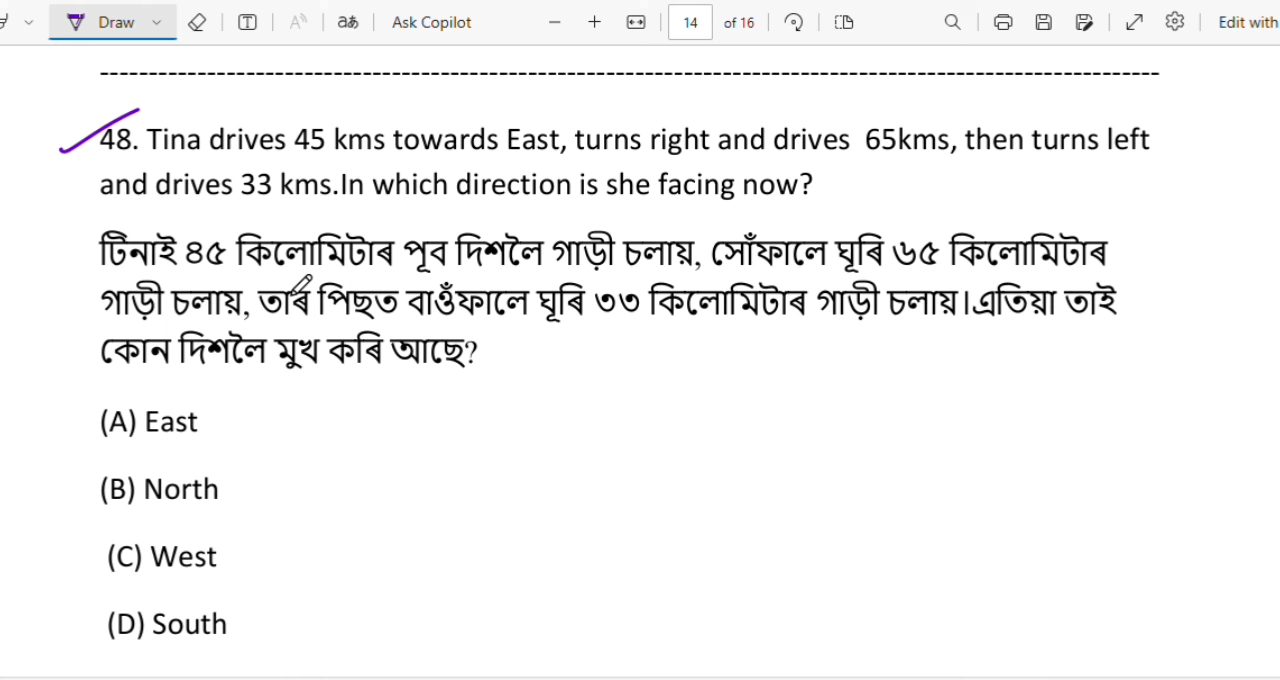 Draw
aあ
Ask Copilot
14 of 16
Edit with
48. Tina drives 45 kms towards East, turns right and drives 65kms, then turns left
and drives 33 kms.In which direction is she facing now?
টিনাই ৪৫ কিলোমিটাৰ পূব দিশলৈ গাড়ী চলায়, সোঁফালে ঘূৰি ৬৫ কিলোমিটাৰ
গাড়ী চলায়, তাৰ পিছত বাওঁফালে ঘূৰি ৩৩ কিলোমিটাৰ গাড়ী চলায়।এতিয়া তাই
কোন দিশলৈ মুখ কৰি আছে?
(A) East
(B) North
(C) West
(D) South